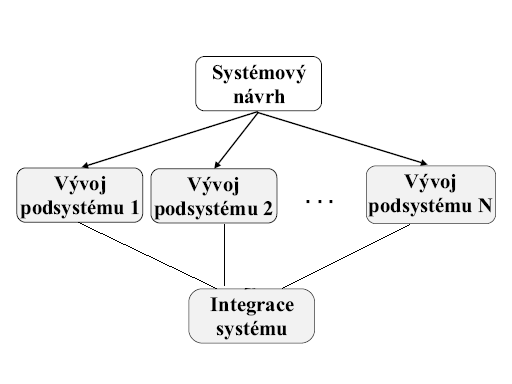 Systémový
návrh
Vývoj
podsystému 1
Vývoj
podsystému 2
. . .
Vývoj
podsystému N
Integrace
systému